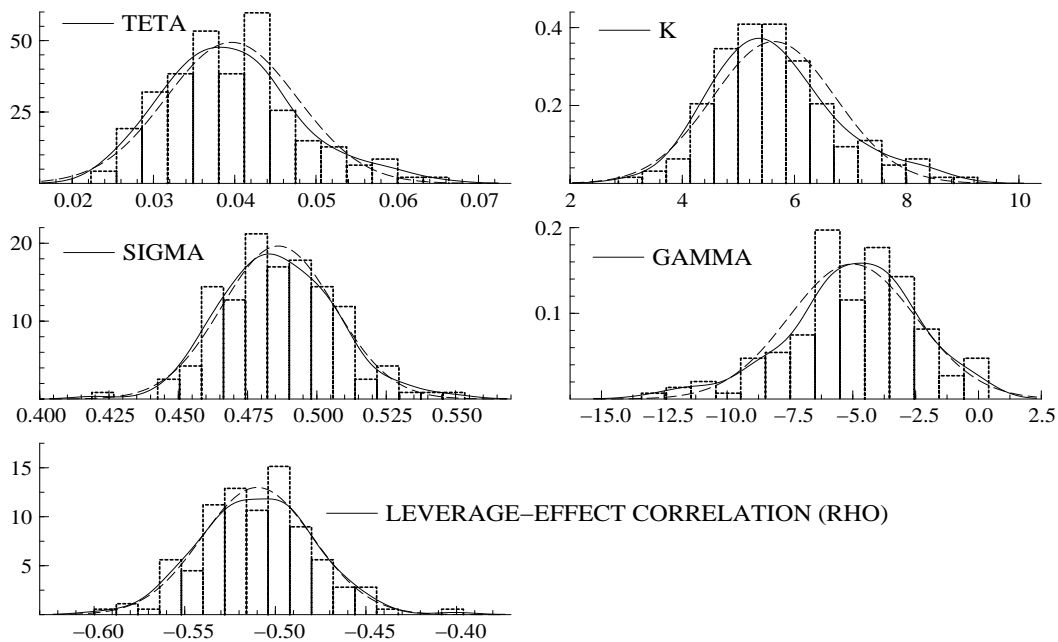 TETA
50
25
0.02 0.03 0.04 0.05 0.06 0.07
K
0.4
0.2
2 4 6 8 10
SIGMA
20
10
0.400 0.425 0.450 0.475 0.500 0.525 0.550
GAMMA
0.2
0.1
−15.0 −12.5 −10.0 −7.5 −5.0 −2.5 0.0 2.5
LEVERAGE−EFFECT CORRELATION (RHO)
15
10
5
−0.60 −0.55 −0.50 −0.45 −0.40